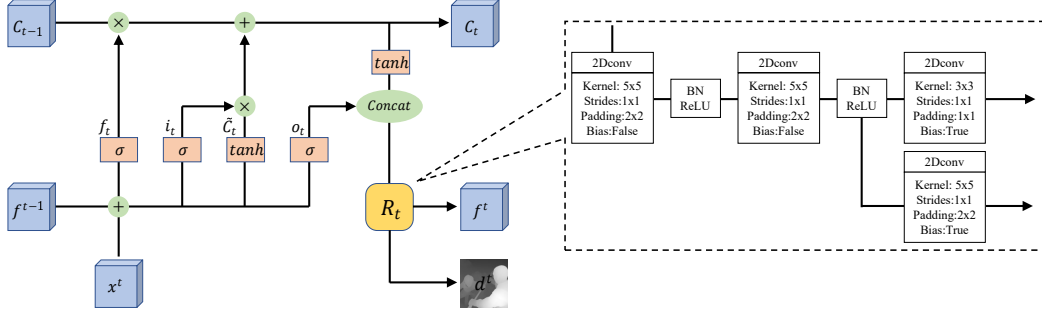 C_{t-1}
×
+
C_t
tanh
Concat
f_t
i_t
×
C̃_t
o_t
σ
σ
tanh
σ
f^{t-1}
+
R_t
f^t
x^t
d^t
2Dconv
Kernel: 5x5
Strides:1x1
Padding:2x2
Bias:False
BN
ReLU
2Dconv
Kernel: 5x5
Strides:1x1
Padding:2x2
Bias:False
BN
ReLU
2Dconv
Kernel: 3x3
Strides:1x1
Padding:1x1
Bias:True
2Dconv
Kernel: 5x5
Strides:1x1
Padding:2x2
Bias:True